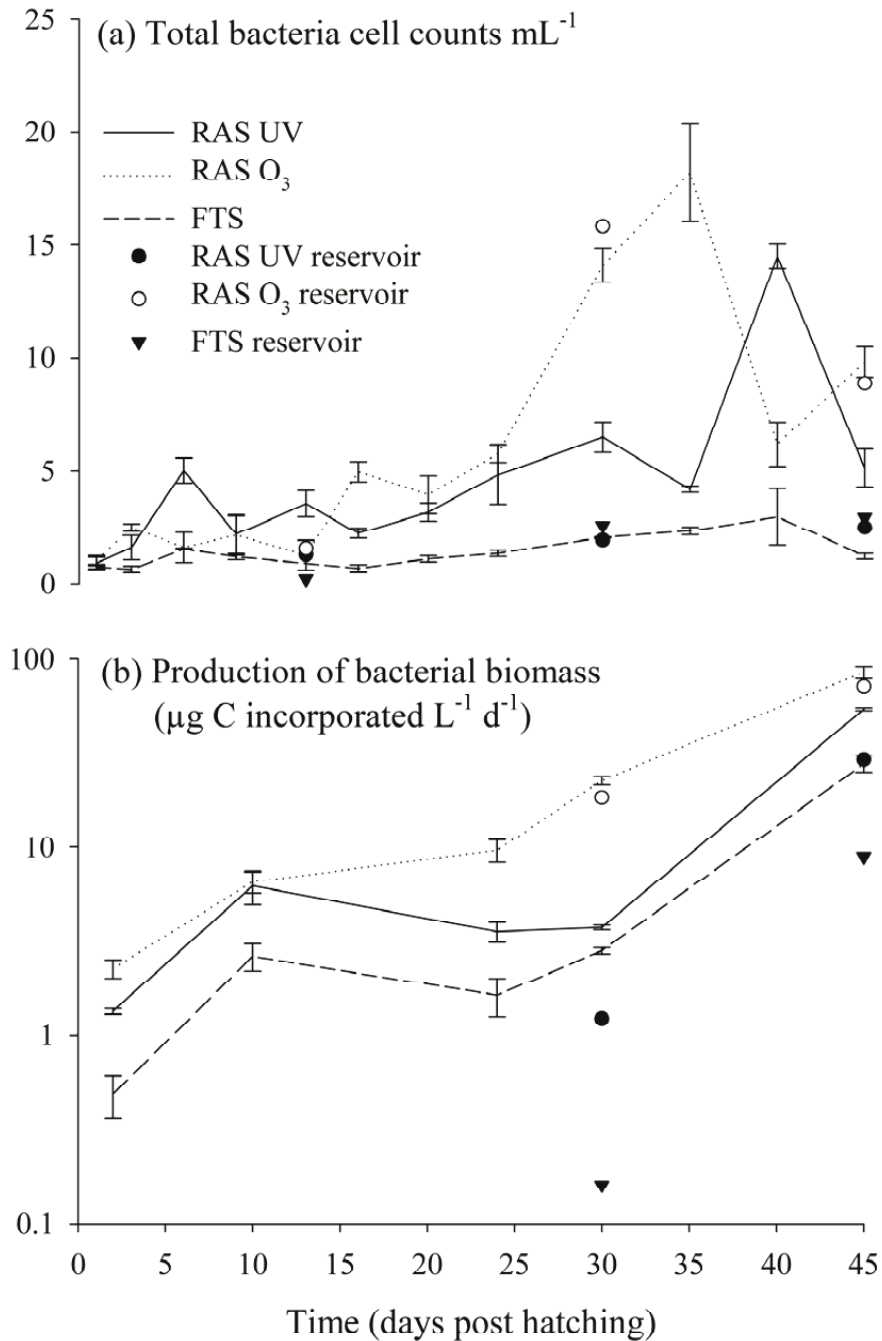 (a) Total bacteria cell counts mL⁻¹
25
20
15
10
5
0
RAS UV
RAS O₃
FTS
RAS UV reservoir
RAS O₃ reservoir
FTS reservoir
(b) Production of bacterial biomass
(µg C incorporated L⁻¹ d⁻¹)
100
10
1
0.1
0 5 10 15 20 25 30 35 40 45
Time (days post hatching)